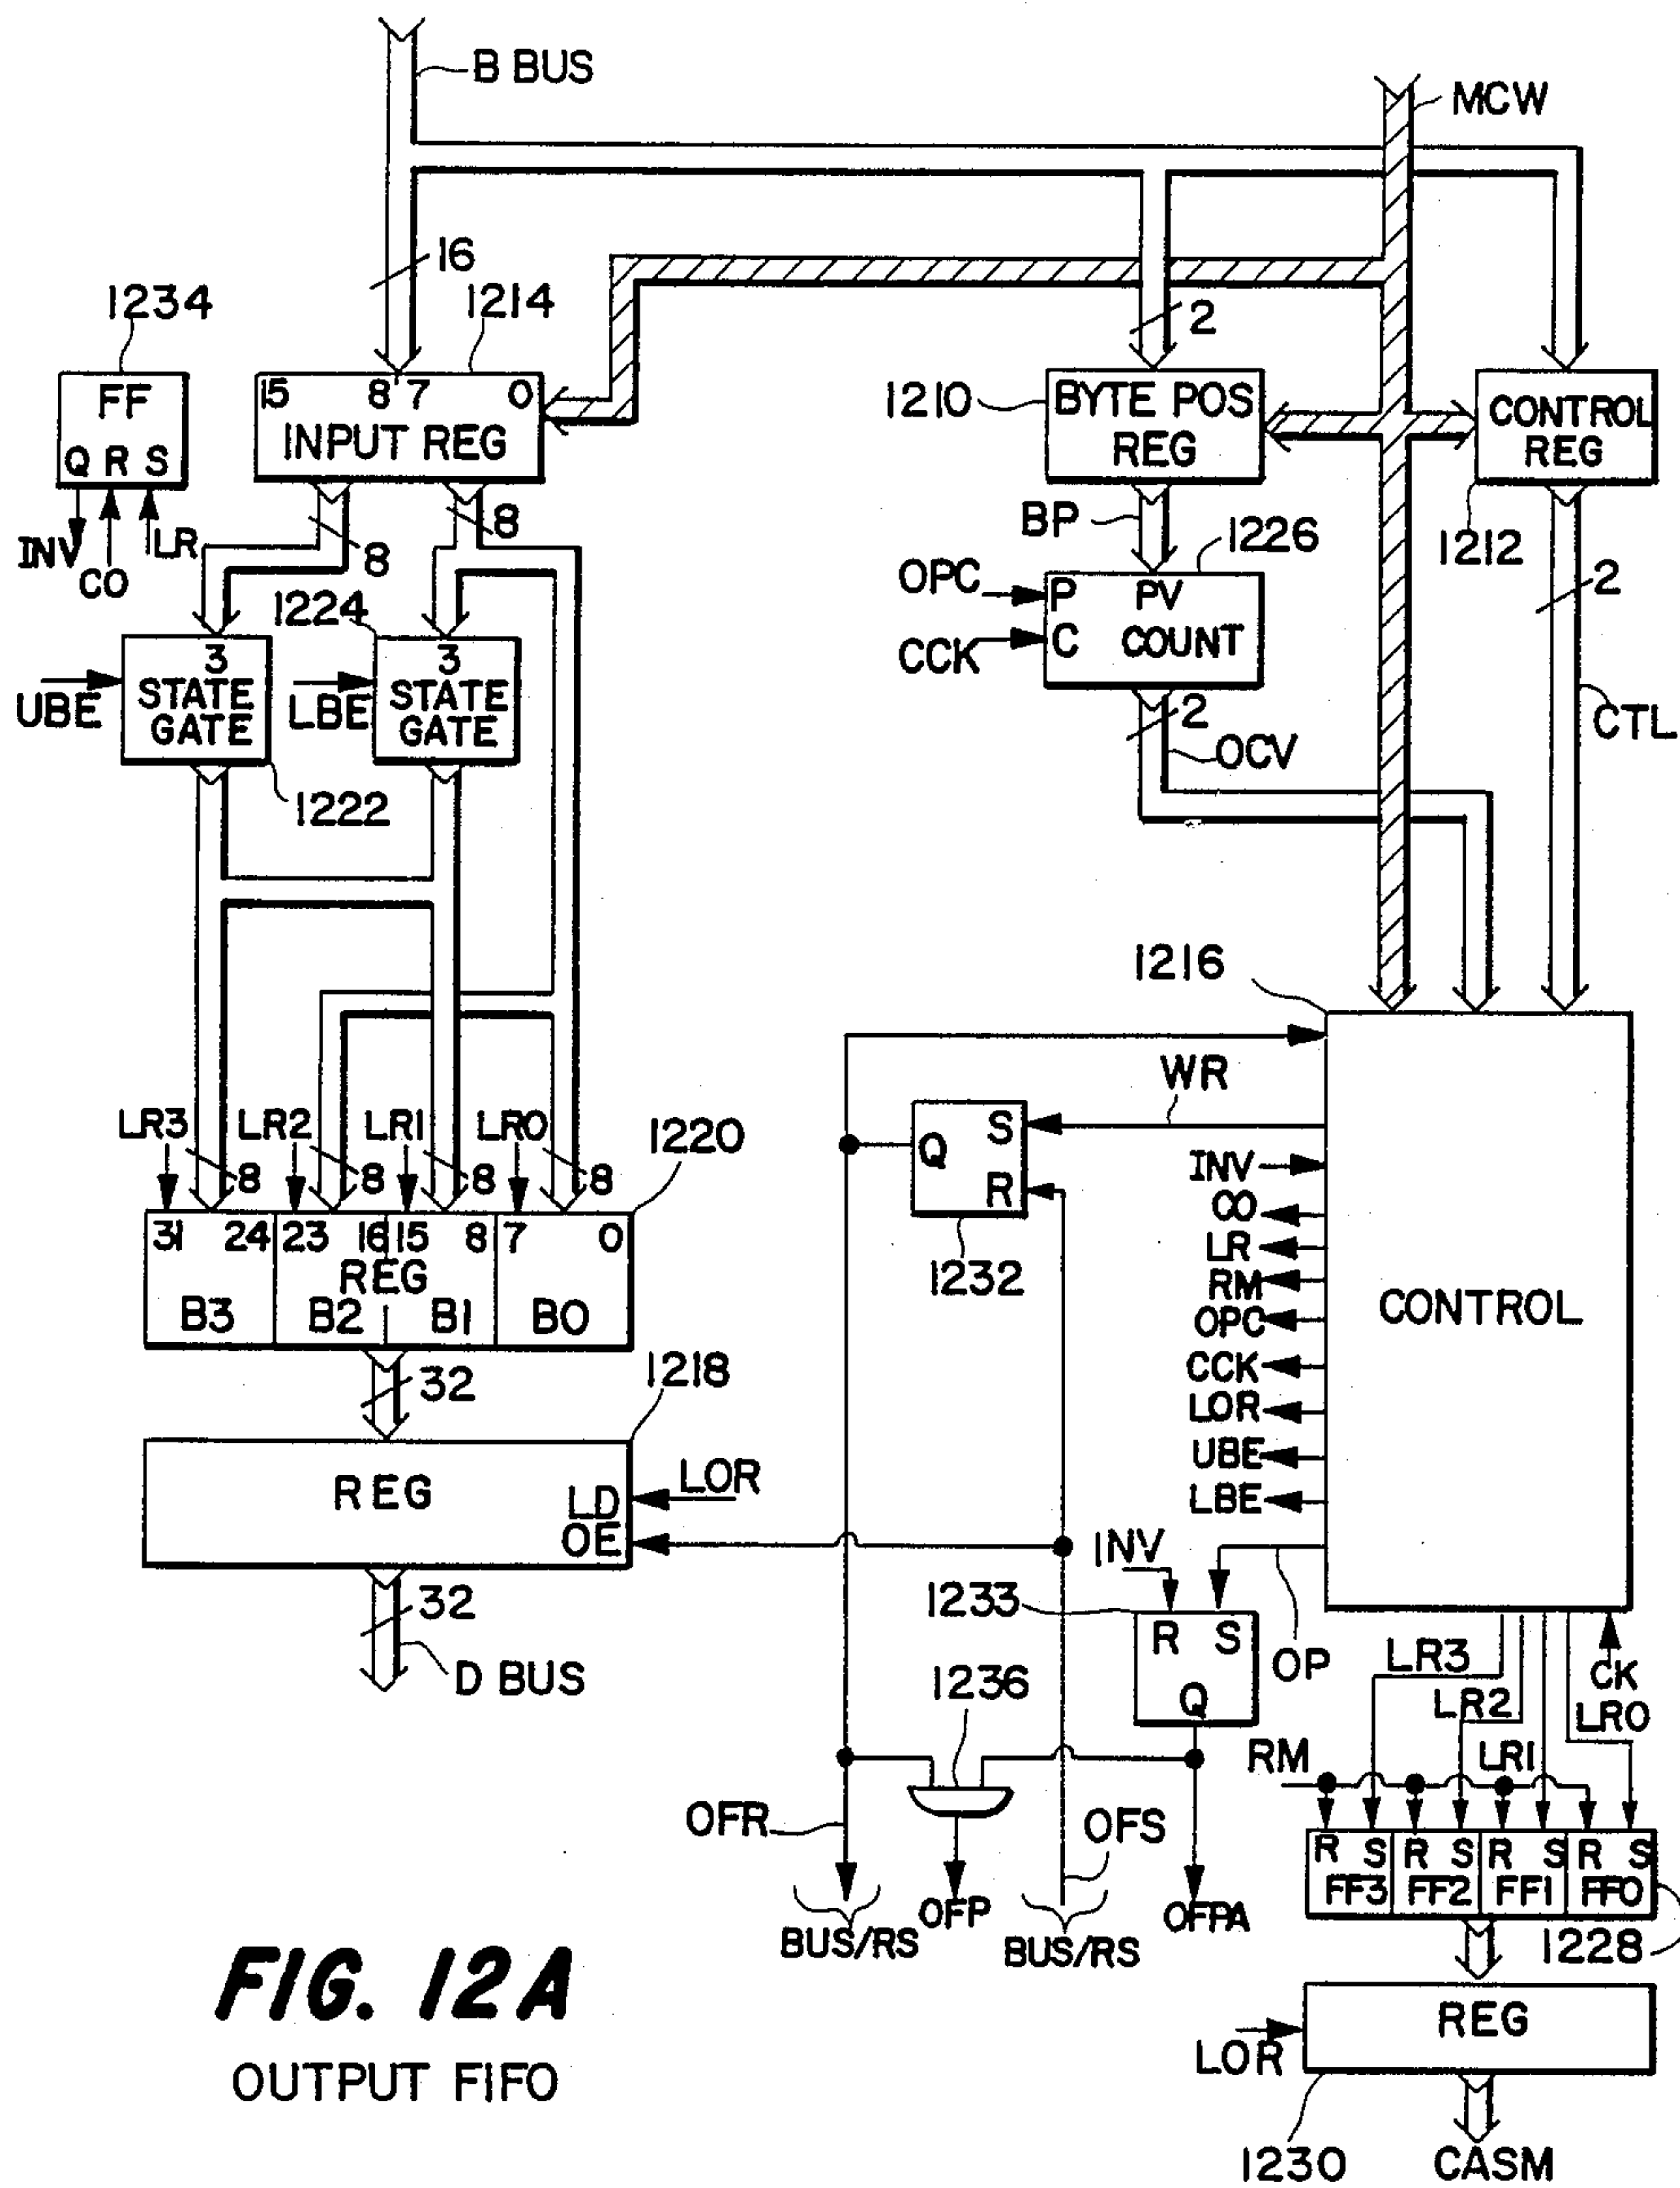 B BUS
MCW
16
1234
1214
2
FF
Q R S
15 8 7 0
INPUT REG
1210
BYTE POS
REG
CONTROL
REG
INV
CO
LR
8
8
BP
1226
1212
1224
OPC
CCK
P PV
C COUNT
2
UBE
3
STATE
GATE
LBE
3
STATE
GATE
2
OCV
CTL
1222
1216
WR
LR3
LR2
LR1
LR0
8
8
8
8
1220
Q S
R
1232
INV
CO
LR
RM
OPC
CCK
LOR
UBE
LBE
CONTROL
31 24 23 16 15 8 7 0
REG
B3 B2 B1 B0
32
1218
REG
LD
OE
LOR
32
D BUS
INV
1233
R S
Q
OP
1236
LR3
LR2
LR1
CK
LR0
RM
OFR
OFS
OFP
OFPA
BUS/RS
BUS/RS
R S R S R S R S
FF3 FF2 FF1 FF0
1228
REG
LOR
1230
CASM
FIG. 12A
OUTPUT FIFO